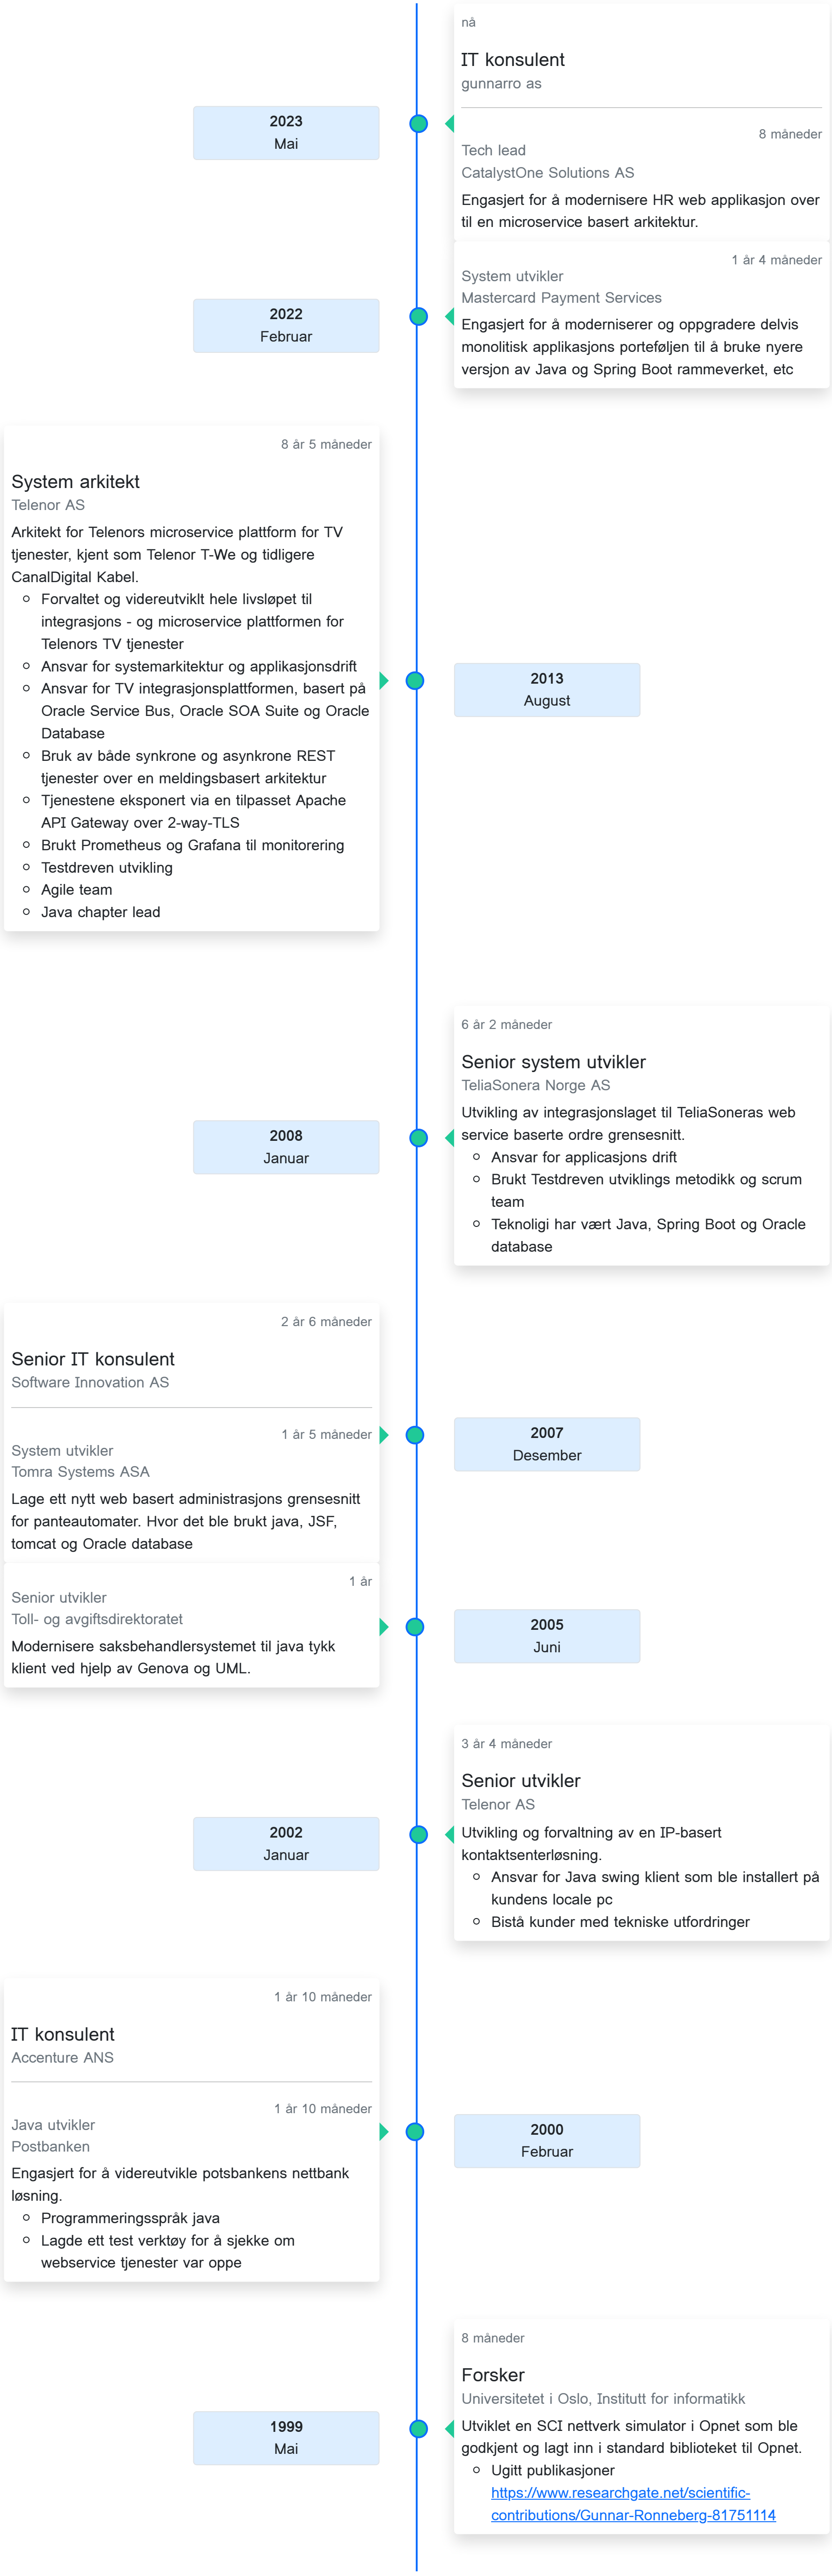 nå
IT konsulent
gunnarro as
2023
Mai
8 måneder
Tech lead
CatalystOne Solutions AS
Engasjert for å modernisere HR web applikasjon over
til en microservice basert arkitektur.
2022
Februar
1 år 4 måneder
System utvikler
Mastercard Payment Services
Engasjert for å moderniserer og oppgradere delvis
monolitisk applikasjons porteføljen til å bruke nyere
versjon av Java og Spring Boot rammeverket, etc
8 år 5 måneder
System arkitekt
Telenor AS
Arkitekt for Telenors microservice plattform for TV
tjenester, kjent som Telenor T-We og tidligere
CanalDigital Kabel.
Forvaltet og videreutviklt hele livsløpet til
integrasjons - og microservice plattformen for
Telenors TV tjenester
Ansvar for systemarkitektur og applikasjonsdrift
Ansvar for TV integrasjonsplattformen, basert på
Oracle Service Bus, Oracle SOA Suite og Oracle
Database
Bruk av både synkrone og asynkrone REST
tjenester over en meldingsbasert arkitektur
Tjenestene eksponert via en tilpasset Apache
API Gateway over 2-way-TLS
Brukt Prometheus og Grafana til monitorering
Testdreven utvikling
Agile team
Java chapter lead
2013
August
6 år 2 måneder
Senior system utvikler
TeliaSonera Norge AS
Utvikling av integrasjonslaget til TeliaSoneras web
service baserte ordre grensesnitt.
Ansvar for applicasjons drift
Brukt Testdreven utviklings metodikk og scrum
team
Teknoligi har vært Java, Spring Boot og Oracle
database
2008
Januar
2 år 6 måneder
Senior IT konsulent
Software Innovation AS
1 år 5 måneder
System utvikler
Tomra Systems ASA
Lage ett nytt web basert administrasjons grensesnitt
for panteautomater. Hvor det ble brukt java, JSF,
tomcat og Oracle database
2007
Desember
1 år
Senior utvikler
Toll- og avgiftsdirektoratet
Modernisere saksbehandlersystemet til java tykk
klient ved hjelp av Genova og UML.
2005
Juni
3 år 4 måneder
Senior utvikler
Telenor AS
Utvikling og forvaltning av en IP-basert
kontaktsenterløsning.
Ansvar for Java swing klient som ble installert på
kundens locale pc
Bistå kunder med tekniske utfordringer
2002
Januar
1 år 10 måneder
IT konsulent
Accenture ANS
1 år 10 måneder
Java utvikler
Postbanken
Engasjert for å videreutvikle potsbankens nettbank
løsning.
Programmeringsspråk java
Lagde ett test verktøy for å sjekke om
webservice tjenester var oppe
2000
Februar
8 måneder
Forsker
Universitetet i Oslo, Institutt for informatikk
Utviklet en SCI nettverk simulator i Opnet som ble
godkjent og lagt inn i standard biblioteket til Opnet.
Ugitt publikasjoner
https://www.researchgate.net/scientific-
contributions/Gunnar-Ronneberg-81751114
1999
Mai